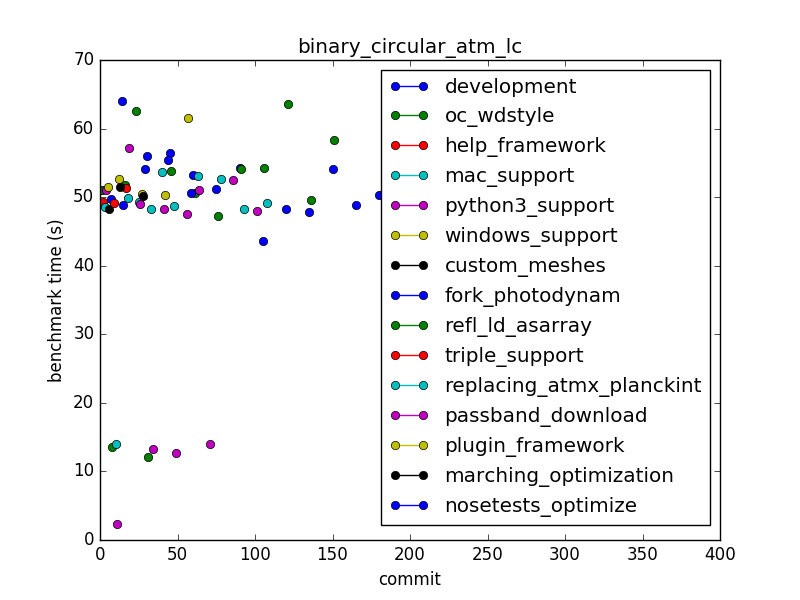 binary_circular_atm_lc
70
60
50
40
30
20
10
0
benchmark time (s)
development
oc_wdstyle
help_framework
mac_support
python3_support
windows_support
custom_meshes
fork_photodynam
refl_ld_asarray
triple_support
replacing_atmx_planckint
passband_download
plugin_framework
marching_optimization
nosetests_optimize
0 50 100 150 200 250 300 350 400
commit